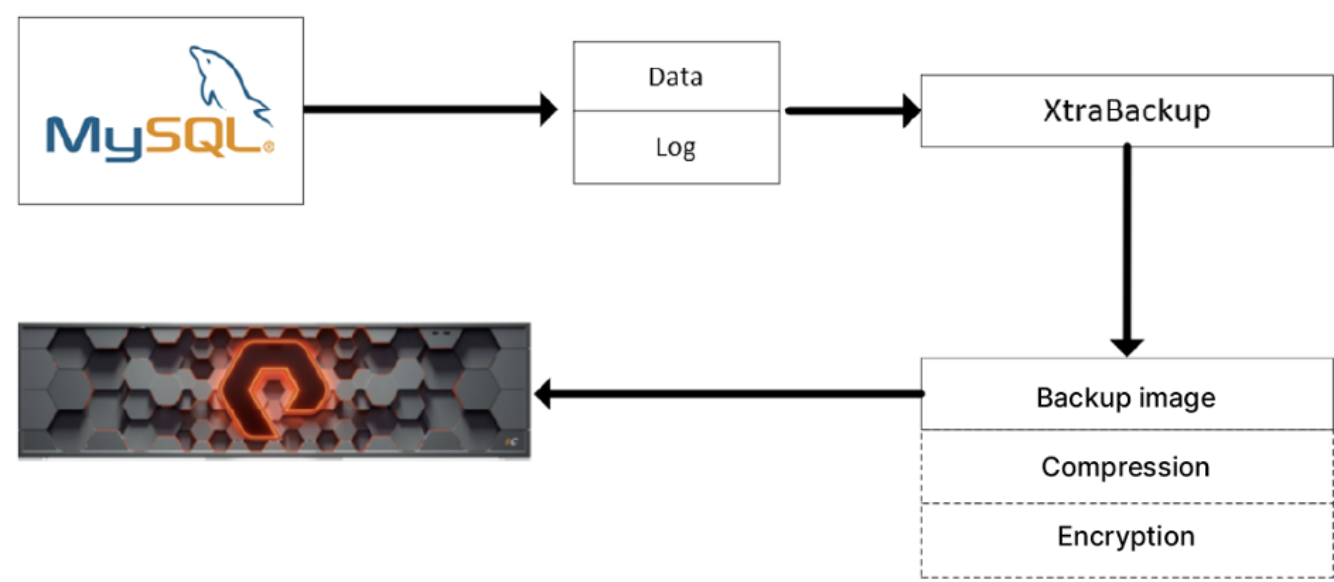 MySQL®
Data
Log
XtraBackup
Backup image
Compression
Encryption